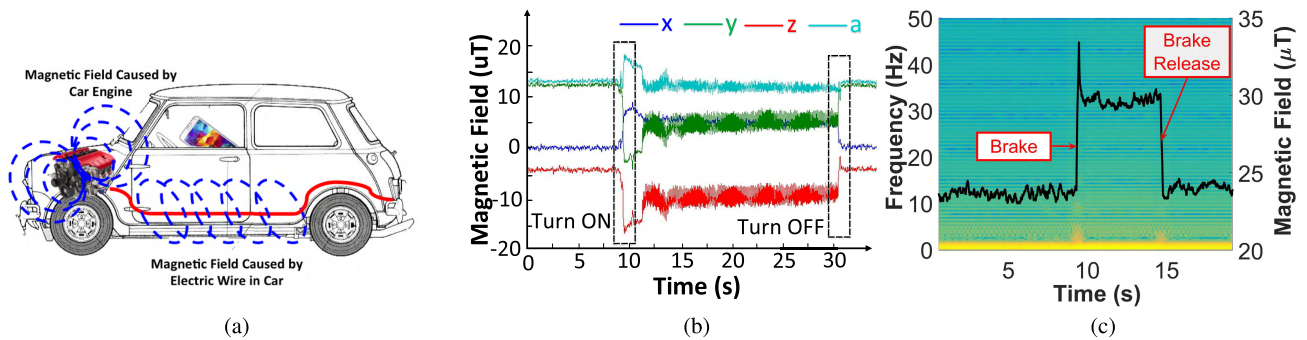 Magnetic Field Caused by
Car Engine
Magnetic Field Caused by
Electric Wire in Car
(a)
x y z a
Magnetic Field (uT)
20
10
0
-10
-20
Turn ON
Turn OFF
0 5 10 15 20 25 30
Time (s)
(b)
Frequency (Hz)
50
40
30
20
10
0
Brake
Brake
Release
35
30
25
20
Magnetic Field (μT)
5 10 15
Time (s)
(c)